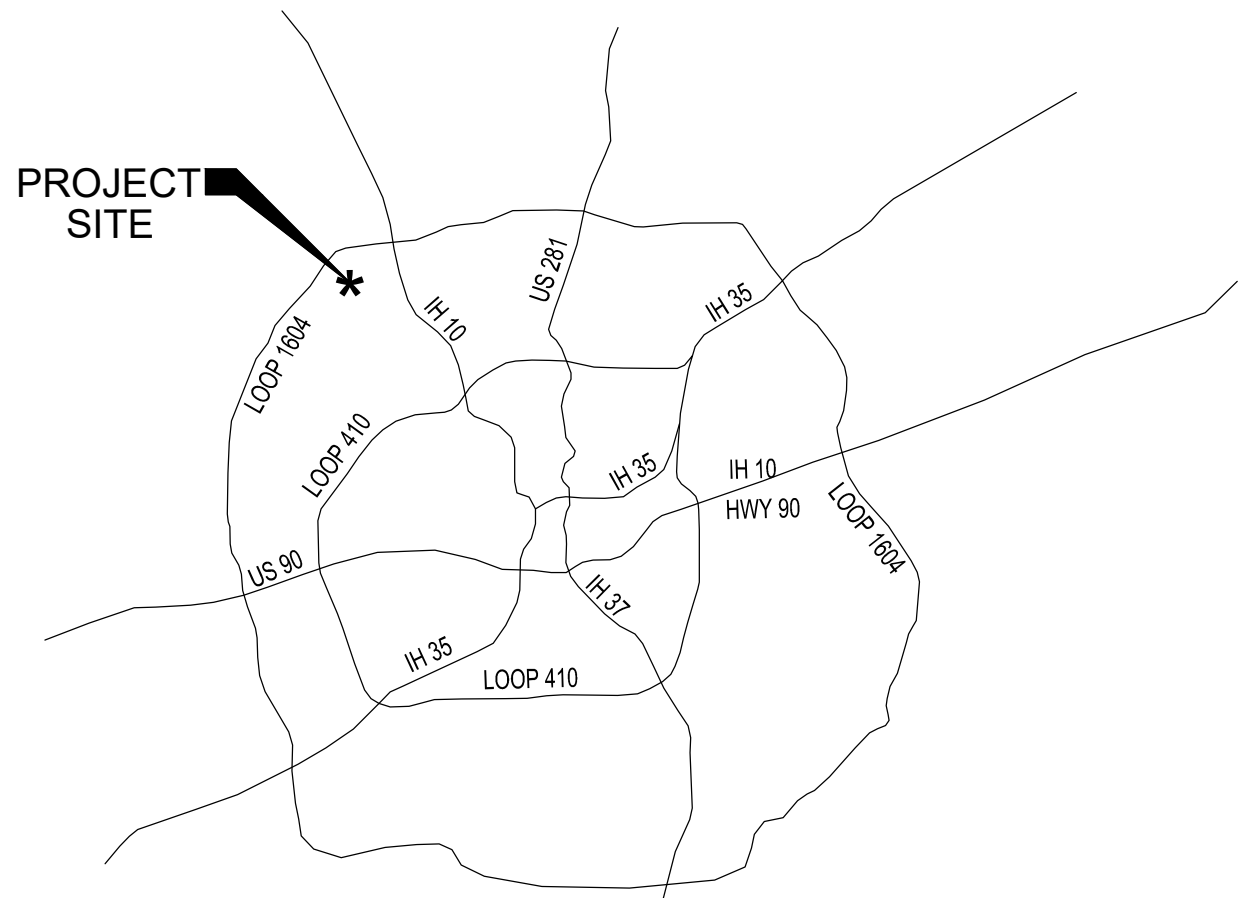 PROJECT
SITE
*
US 281
IH 35
IH 10
LOOP 1604
LOOP 410
IH 35
IH 10
HWY 90
LOOP 1604
US 90
IH 37
IH 35
LOOP 410